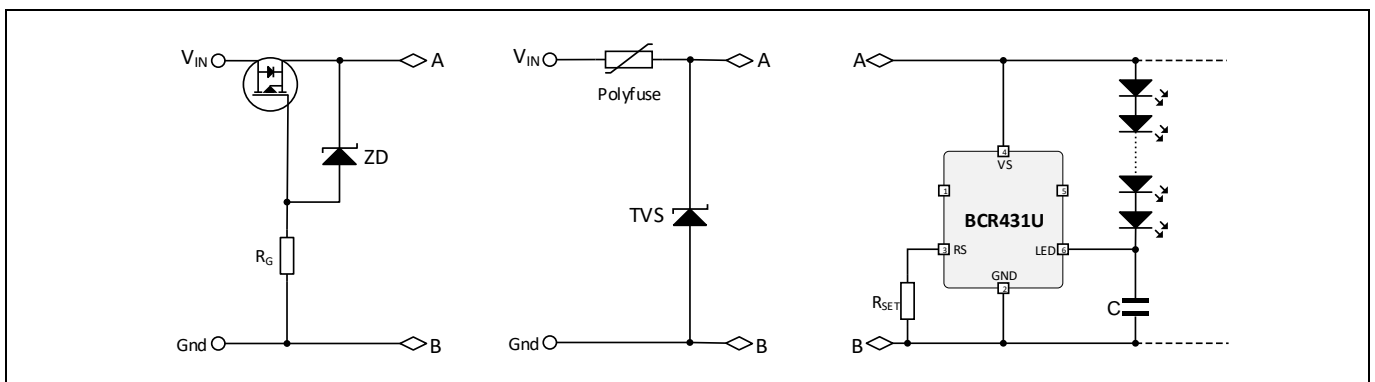 VIN
A
ZD
RG
Gnd
B
VIN
A
Polyfuse
TVS
Gnd
B
A
4
VS
1
5
BCR431U
3
RS
LED
6
GND
2
RSET
C
B